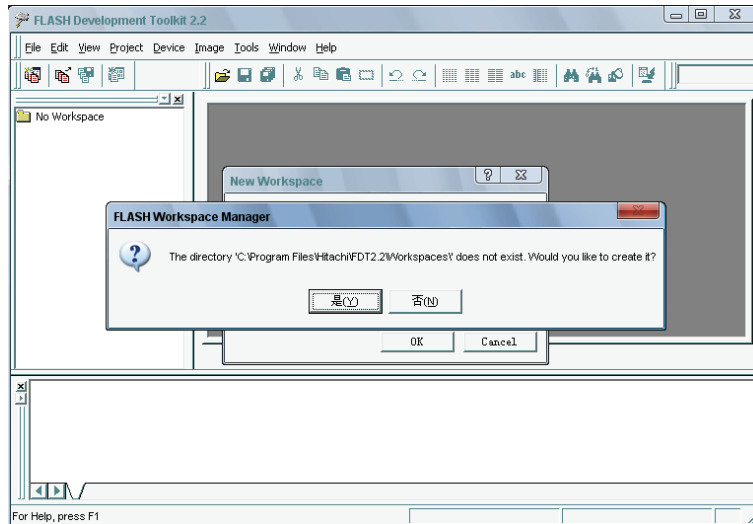 FLASH Development Toolkit 2.2
File Edit View Project Device Image Tools Window Help
abc
No Workspace
New Workspace
FLASH Workspace Manager
The directory 'C:\Program Files\Hitachi\FDT2.2\Workspaces\' does not exist. Would you like to create it?
是(Y) 否(N)
OK Cancel
For Help, press F1